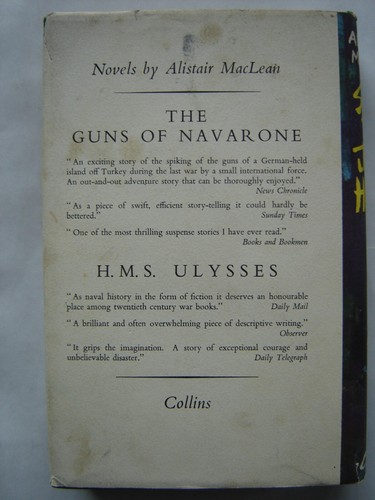 Novels by Alistair MacLean
THE
GUNS OF NAVARONE
"An exciting story of the spiking of the guns of a German-held
island off Turkey during the last war by a small international force.
An out-and-out adventure story that can be thoroughly enjoyed."
News Chronicle
"As a piece of swift, efficient story-telling it could hardly be
bettered." Sunday Times
"One of the most thrilling suspense stories I have ever read."
Books and Bookmen
H.M.S. ULYSSES
"As naval history in the form of fiction it deserves an honourable
place among twentieth century war books." Daily Mail
"A brilliant and often overwhelming piece of descriptive writing."
Observer
"It grips the imagination. A story of exceptional courage and
unbelievable disaster." Daily Telegraph
Collins